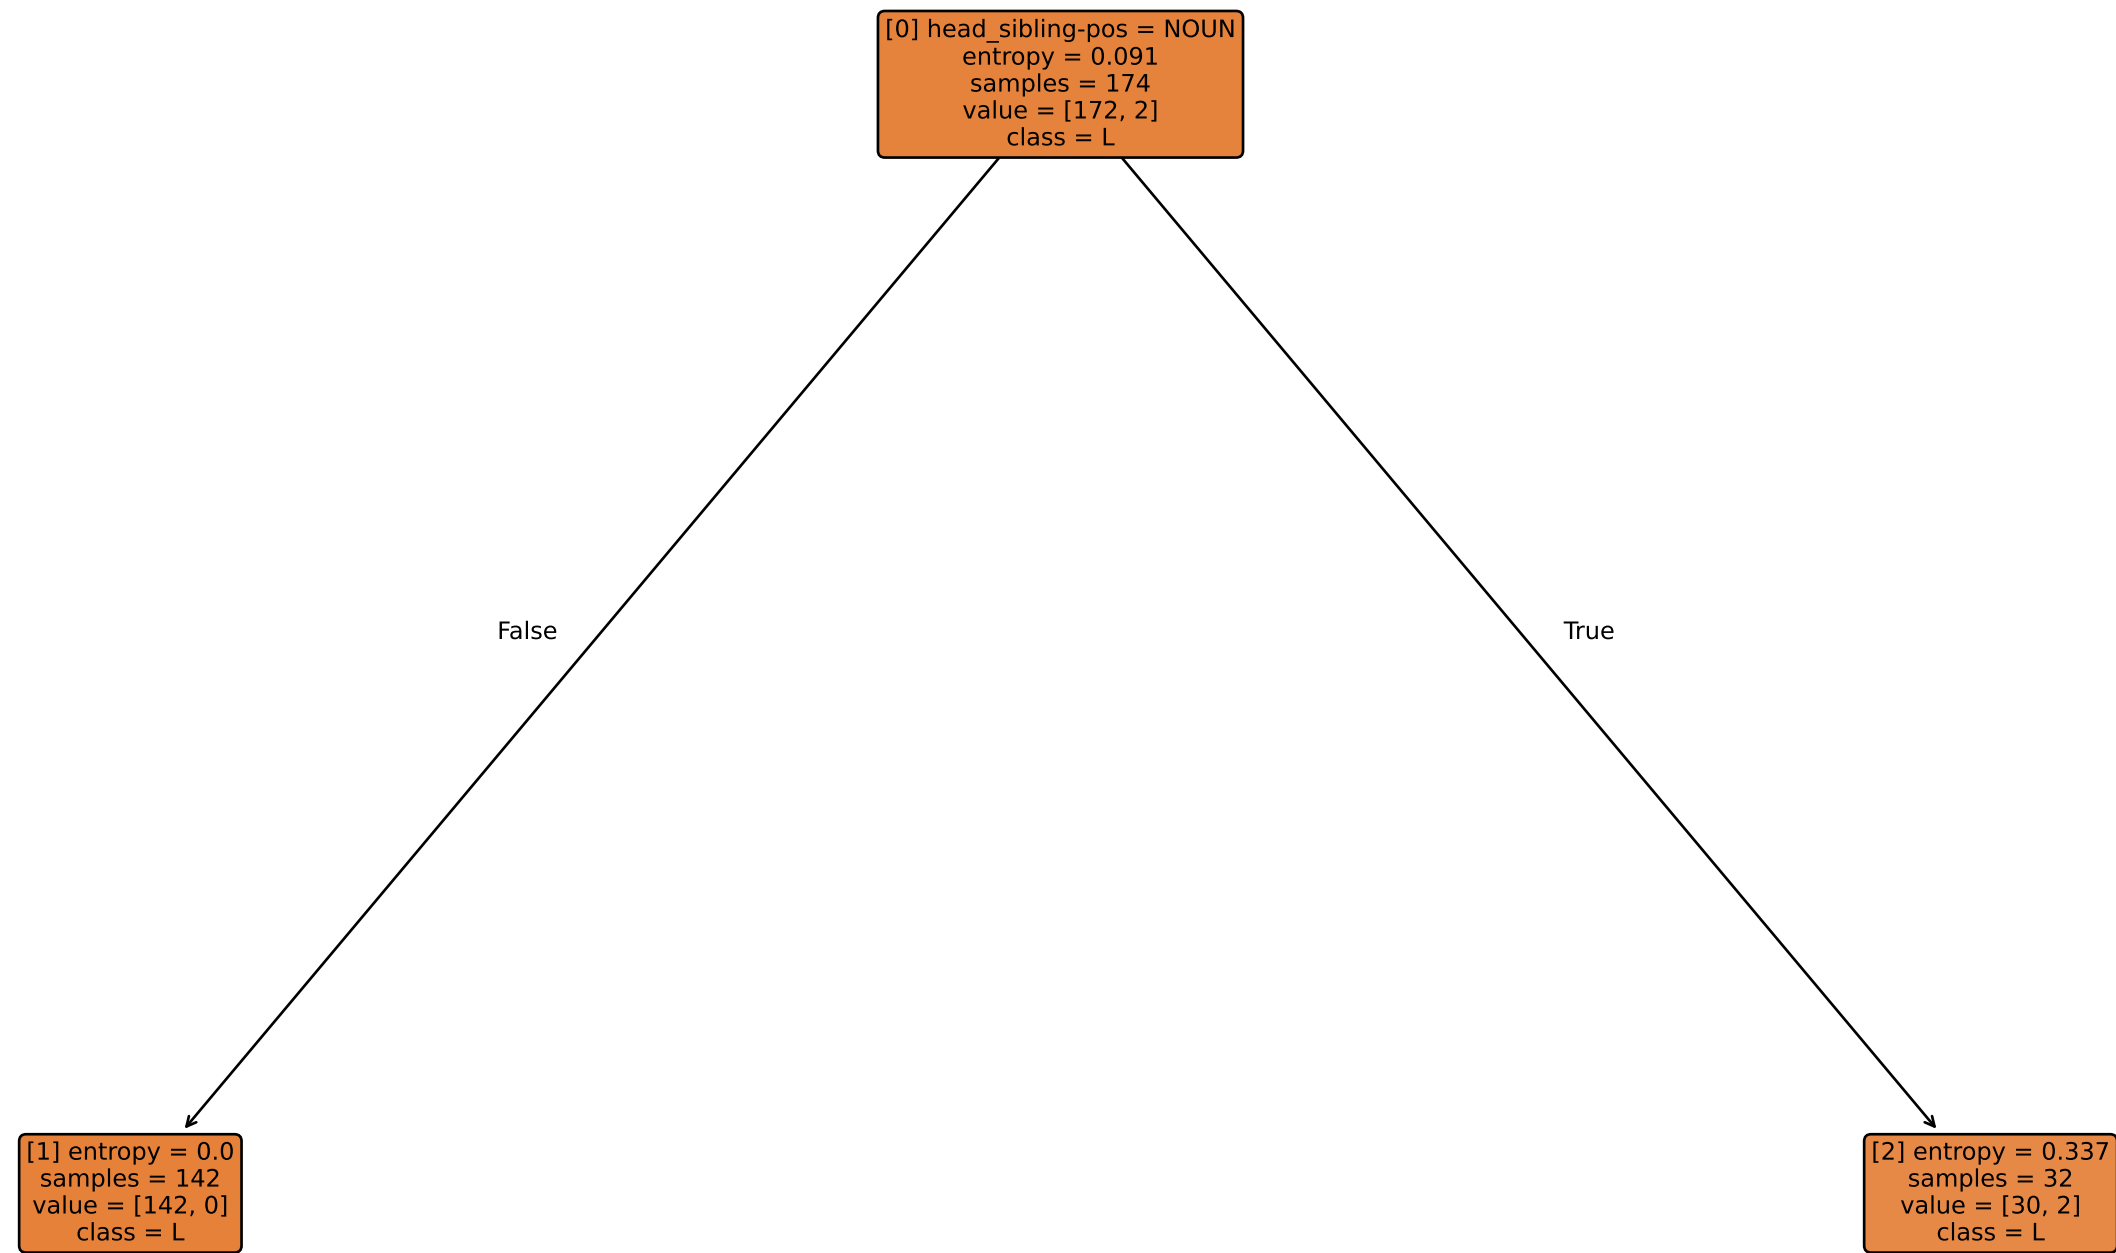 [0] head_sibling-pos = NOUN
entropy = 0.091
samples = 174
value = [172, 2]
class = L
False
True
[1] entropy = 0.0
samples = 142
value = [142, 0]
class = L
[2] entropy = 0.337
samples = 32
value = [30, 2]
class = L